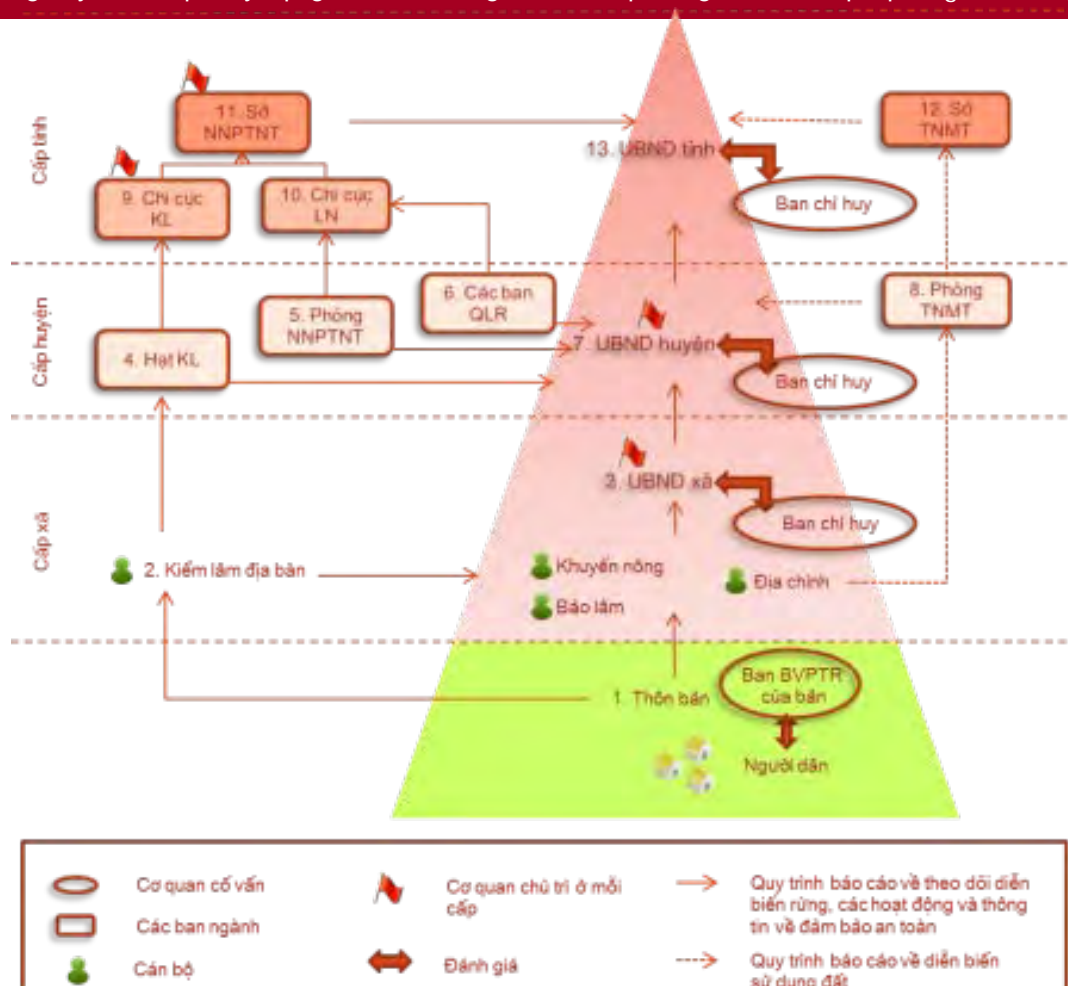 11. Sở
NNPTNT
12. Sở
TNMT
Cấp tỉnh
13. UBND tỉnh
9. Chi cục
KL
10. Chi cục
LN
Ban chỉ huy
6. Các ban
QLR
8. Phòng
TNMT
5. Phòng
NNPTNT
Cấp huyện
4. Hạt KL
7. UBND huyện
Ban chỉ huy
3. UBND xã
Ban chỉ huy
Cấp xã
2. Kiểm lâm địa bàn
Khuyến nông
Địa chính
Bảo lâm
Ban BVPTR
của bản
1. Thôn bản
Người dân
Cơ quan cố vấn
Cơ quan chủ trì ở mỗi
cấp
Quy trình báo cáo về theo dõi diễn
biến rừng, các hoạt động và thông
tin về đảm bảo an toàn
Các ban ngành
Cán bộ
Đánh giá
Quy trình báo cáo về diễn biến
sử dụng đất